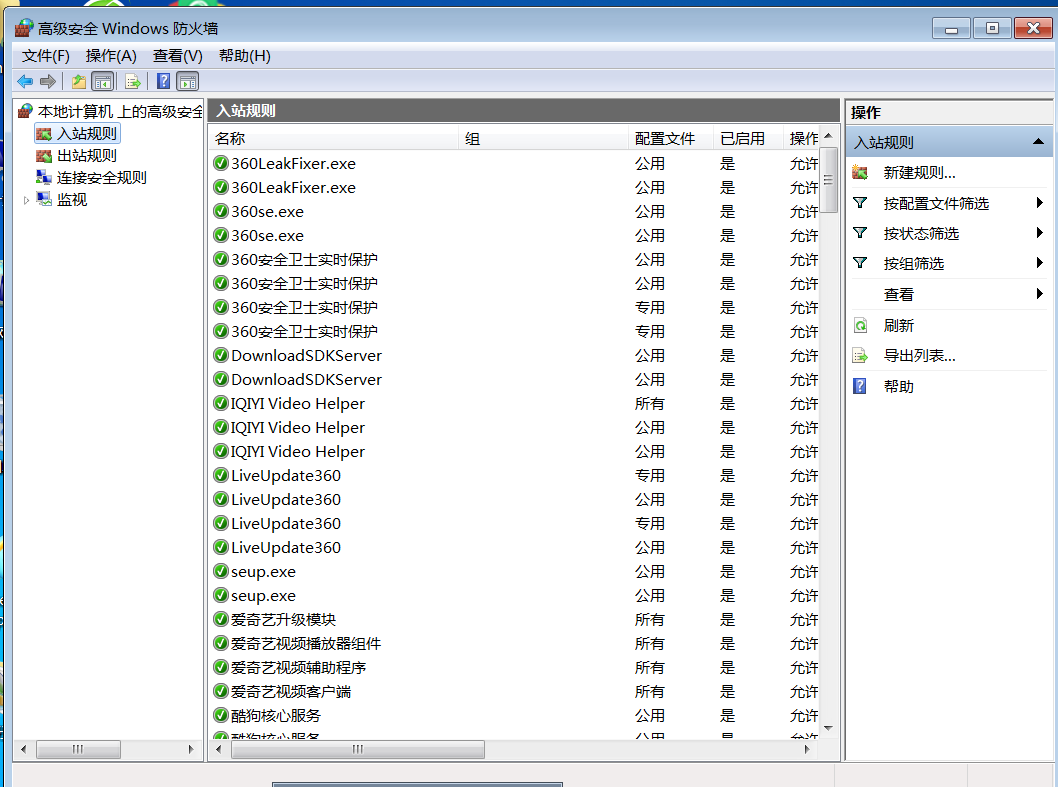 高级安全 Windows 防火墙
文件(F) 操作(A) 查看(V) 帮助(H)
本地计算机 上的高级安全
入站规则
出站规则
连接安全规则
监视
入站规则
名称 组 配置文件 已启用 操作
360LeakFixer.exe 公用 是 允许
360LeakFixer.exe 公用 是 允许
360se.exe 公用 是 允许
360se.exe 公用 是 允许
360安全卫士实时保护 公用 是 允许
360安全卫士实时保护 公用 是 允许
360安全卫士实时保护 专用 是 允许
360安全卫士实时保护 专用 是 允许
DownloadSDKServer 公用 是 允许
DownloadSDKServer 公用 是 允许
IQIYI Video Helper 所有 是 允许
IQIYI Video Helper 公用 是 允许
IQIYI Video Helper 公用 是 允许
LiveUpdate360 专用 是 允许
LiveUpdate360 公用 是 允许
LiveUpdate360 专用 是 允许
LiveUpdate360 公用 是 允许
seup.exe 公用 是 允许
seup.exe 公用 是 允许
爱奇艺升级模块 所有 是 允许
爱奇艺视频播放器组件 所有 是 允许
爱奇艺视频辅助程序 所有 是 允许
爱奇艺视频客户端 所有 是 允许
酷狗核心服务 公用 是 允许
酷狗核心服务 公用 是 允许
操作
入站规则
新建规则...
按配置文件筛选
按状态筛选
按组筛选
查看
刷新
导出列表...
帮助